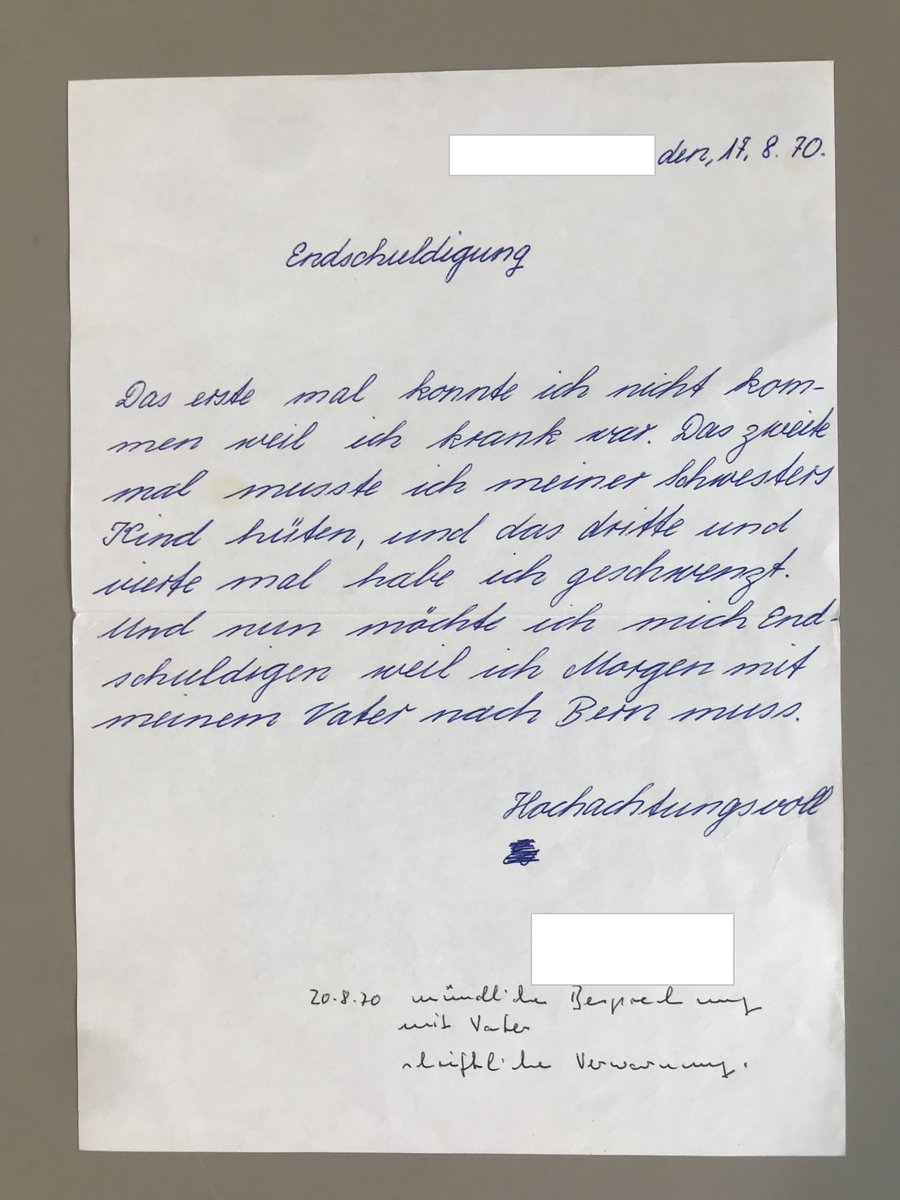 den, 17. 8. 70.
Endschuldigung
Das erste mal konnte ich nicht kom-
men weil ich krank war. Das zweite
mal musste ich meiner Schwesters
Kind hüten, und das dritte und
vierte mal habe ich geschwenzt.
Und nun möchte ich mich End-
schuldigen weil ich Morgen mit
meinem Vater nach Bern muss.
Hochachtungsvoll
20.8.70 mündliche Besprechung
mit Vater
schriftliche Verwarnung.